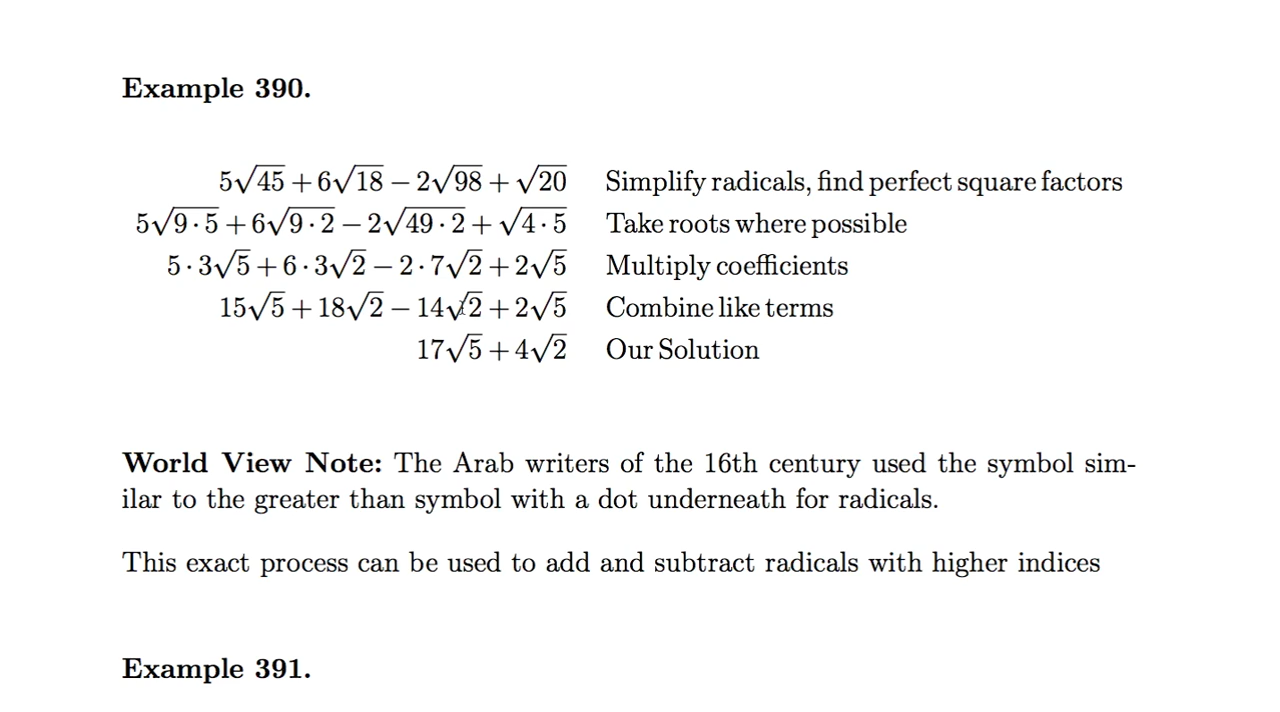 Example 390.
5√45 + 6√18 − 2√98 + √20 Simplify radicals, find perfect square factors
5√9·5 + 6√9·2 − 2√49·2 + √4·5 Take roots where possible
5·3√5 + 6·3√2 − 2·7√2 + 2√5 Multiply coefficients
15√5 + 18√2 − 14√2 + 2√5 Combine like terms
17√5 + 4√2 Our Solution
World View Note: The Arab writers of the 16th century used the symbol sim-
ilar to the greater than symbol with a dot underneath for radicals.
This exact process can be used to add and subtract radicals with higher indices
Example 391.